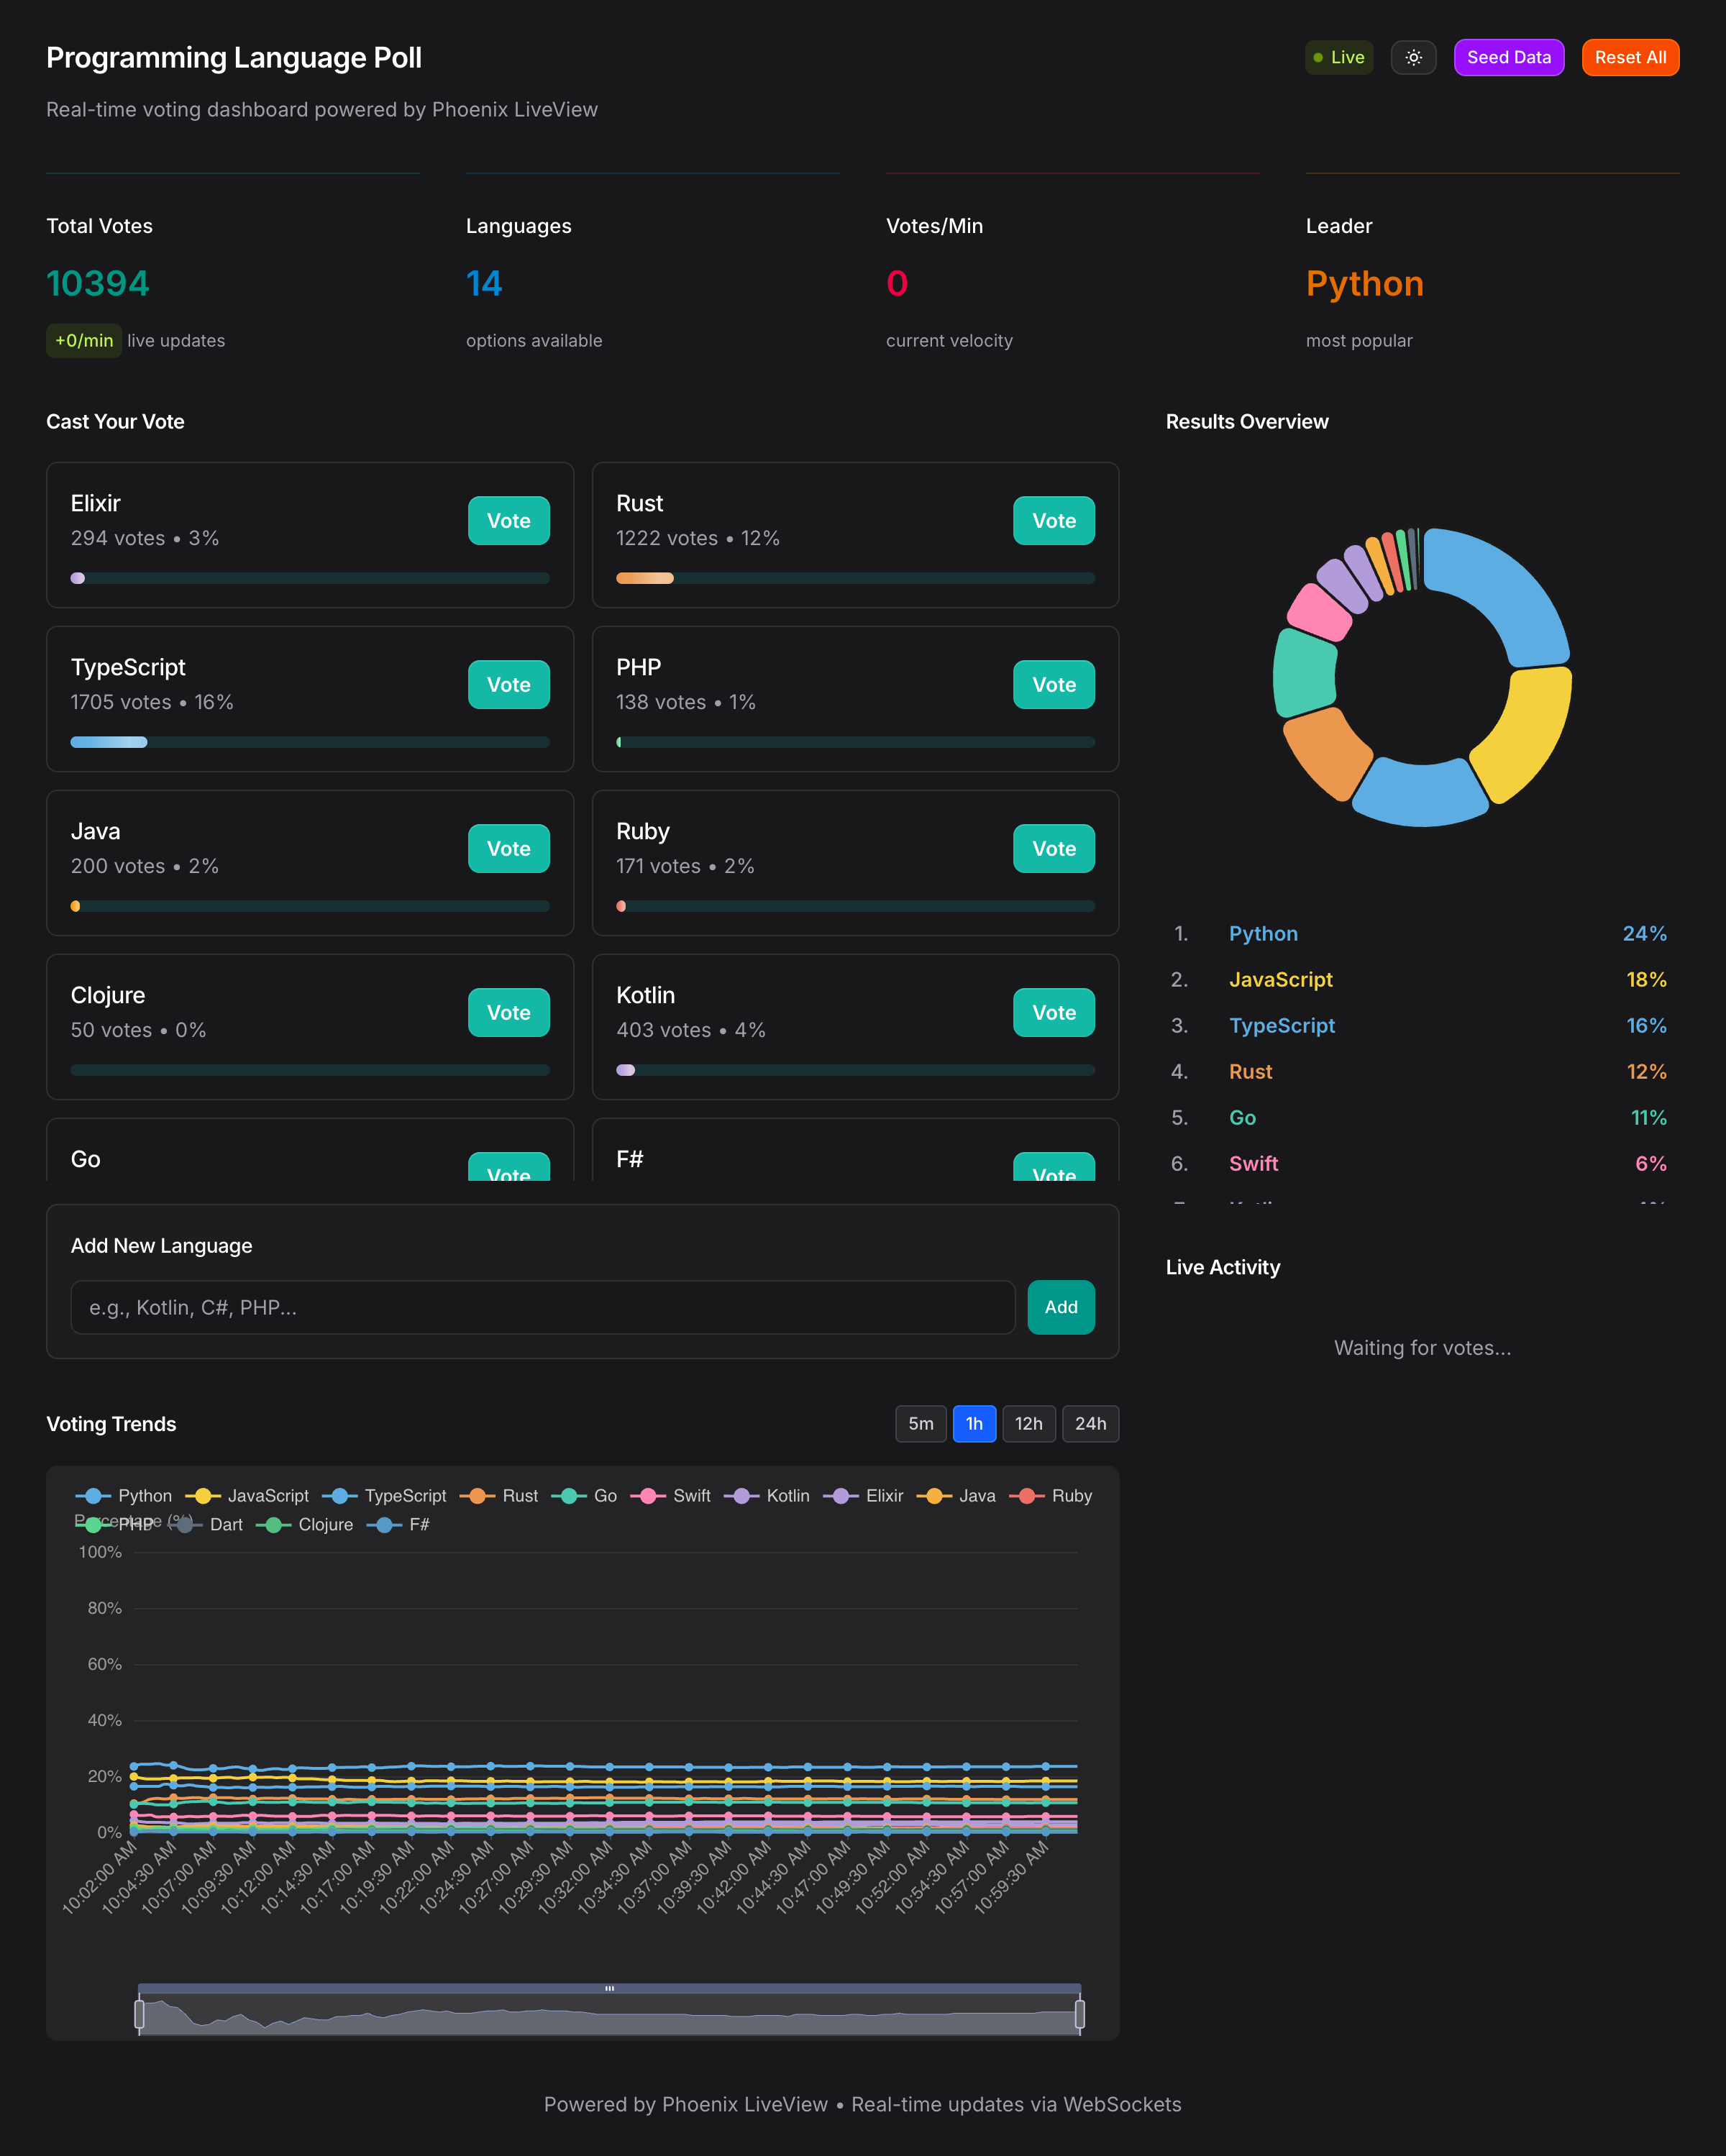 Programming Language Poll
Live
Seed Data
Reset All
Real-time voting dashboard powered by Phoenix LiveView
Total Votes
10394
+0/min live updates
Languages
14
options available
Votes/Min
0
current velocity
Leader
Python
most popular
Cast Your Vote
Elixir
294 votes • 3%
Vote
Rust
1222 votes • 12%
Vote
TypeScript
1705 votes • 16%
Vote
PHP
138 votes • 1%
Vote
Java
200 votes • 2%
Vote
Ruby
171 votes • 2%
Vote
Clojure
50 votes • 0%
Vote
Kotlin
403 votes • 4%
Vote
Go
Vote
F#
Vote
Add New Language
e.g., Kotlin, C#, PHP...
Add
Results Overview
1. Python 24%
2. JavaScript 18%
3. TypeScript 16%
4. Rust 12%
5. Go 11%
6. Swift 6%
Live Activity
Waiting for votes...
Voting Trends
5m 1h 12h 24h
Python JavaScript TypeScript Rust Go Swift Kotlin Elixir Java Ruby
PHP Dart Clojure F#
Percentage (%)
100%
80%
60%
40%
20%
0%
10:02:00 AM
10:04:30 AM
10:07:00 AM
10:09:30 AM
10:12:00 AM
10:14:30 AM
10:17:00 AM
10:19:30 AM
10:22:00 AM
10:24:30 AM
10:27:00 AM
10:29:30 AM
10:32:00 AM
10:34:30 AM
10:37:00 AM
10:39:30 AM
10:42:00 AM
10:44:30 AM
10:47:00 AM
10:49:30 AM
10:52:00 AM
10:54:30 AM
10:57:00 AM
10:59:30 AM
Powered by Phoenix LiveView • Real-time updates via WebSockets